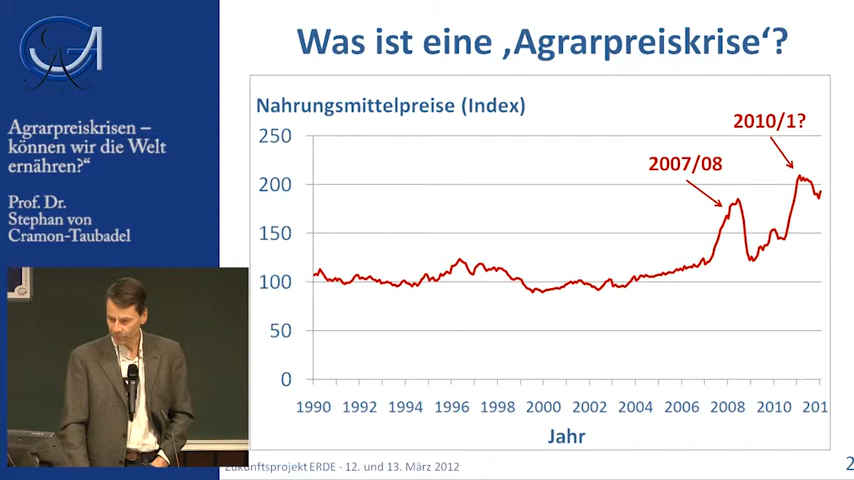 Was ist eine ‚Agrarpreiskrise‘?
Agrarpreiskrisen –
können wir die Welt
ernähren?“
Prof. Dr.
Stephan von
Cramon-Taubadel
Nahrungsmittelpreise (Index)
250
200
150
100
50
0
2007/08
2010/1?
1990 1992 1994 1996 1998 2000 2002 2004 2006 2008 2010 201
Jahr
Zukunftsprojekt ERDE - 12. und 13. März 2012
2